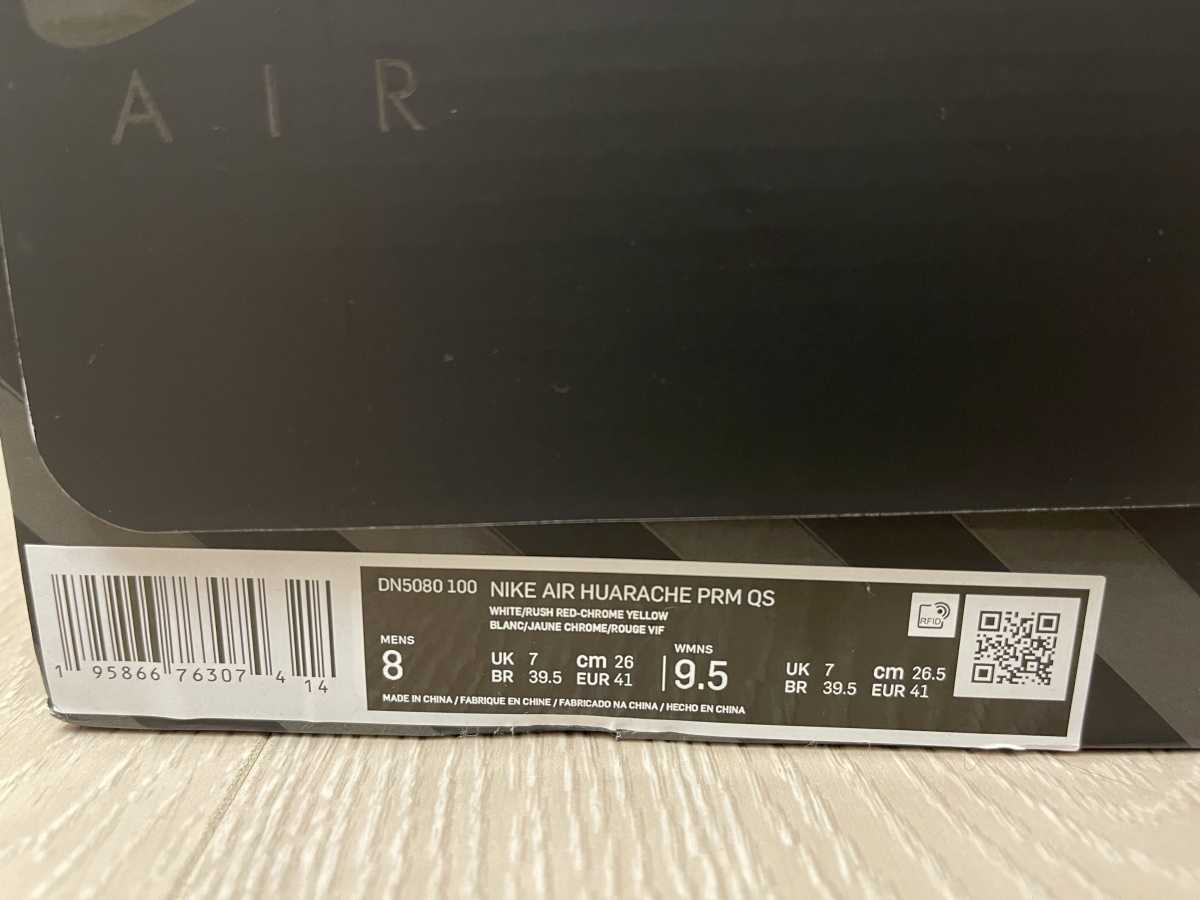 AIR
DN5080 100 NIKE AIR HUARACHE PRM QS
WHITE/RUSH RED-CHROME YELLOW
BLANC/JAUNE CHROME/ROUGE VIF
RFID
MENS
8
UK 7 cm 26
BR 39.5 EUR 41
WMNS
9.5
UK 7 cm 26.5
BR 39.5 EUR 41
MADE IN CHINA / FABRIQUE EN CHINE / FABRICADO NA CHINA / HECHO EN CHINA
1 95866 76307 4 14